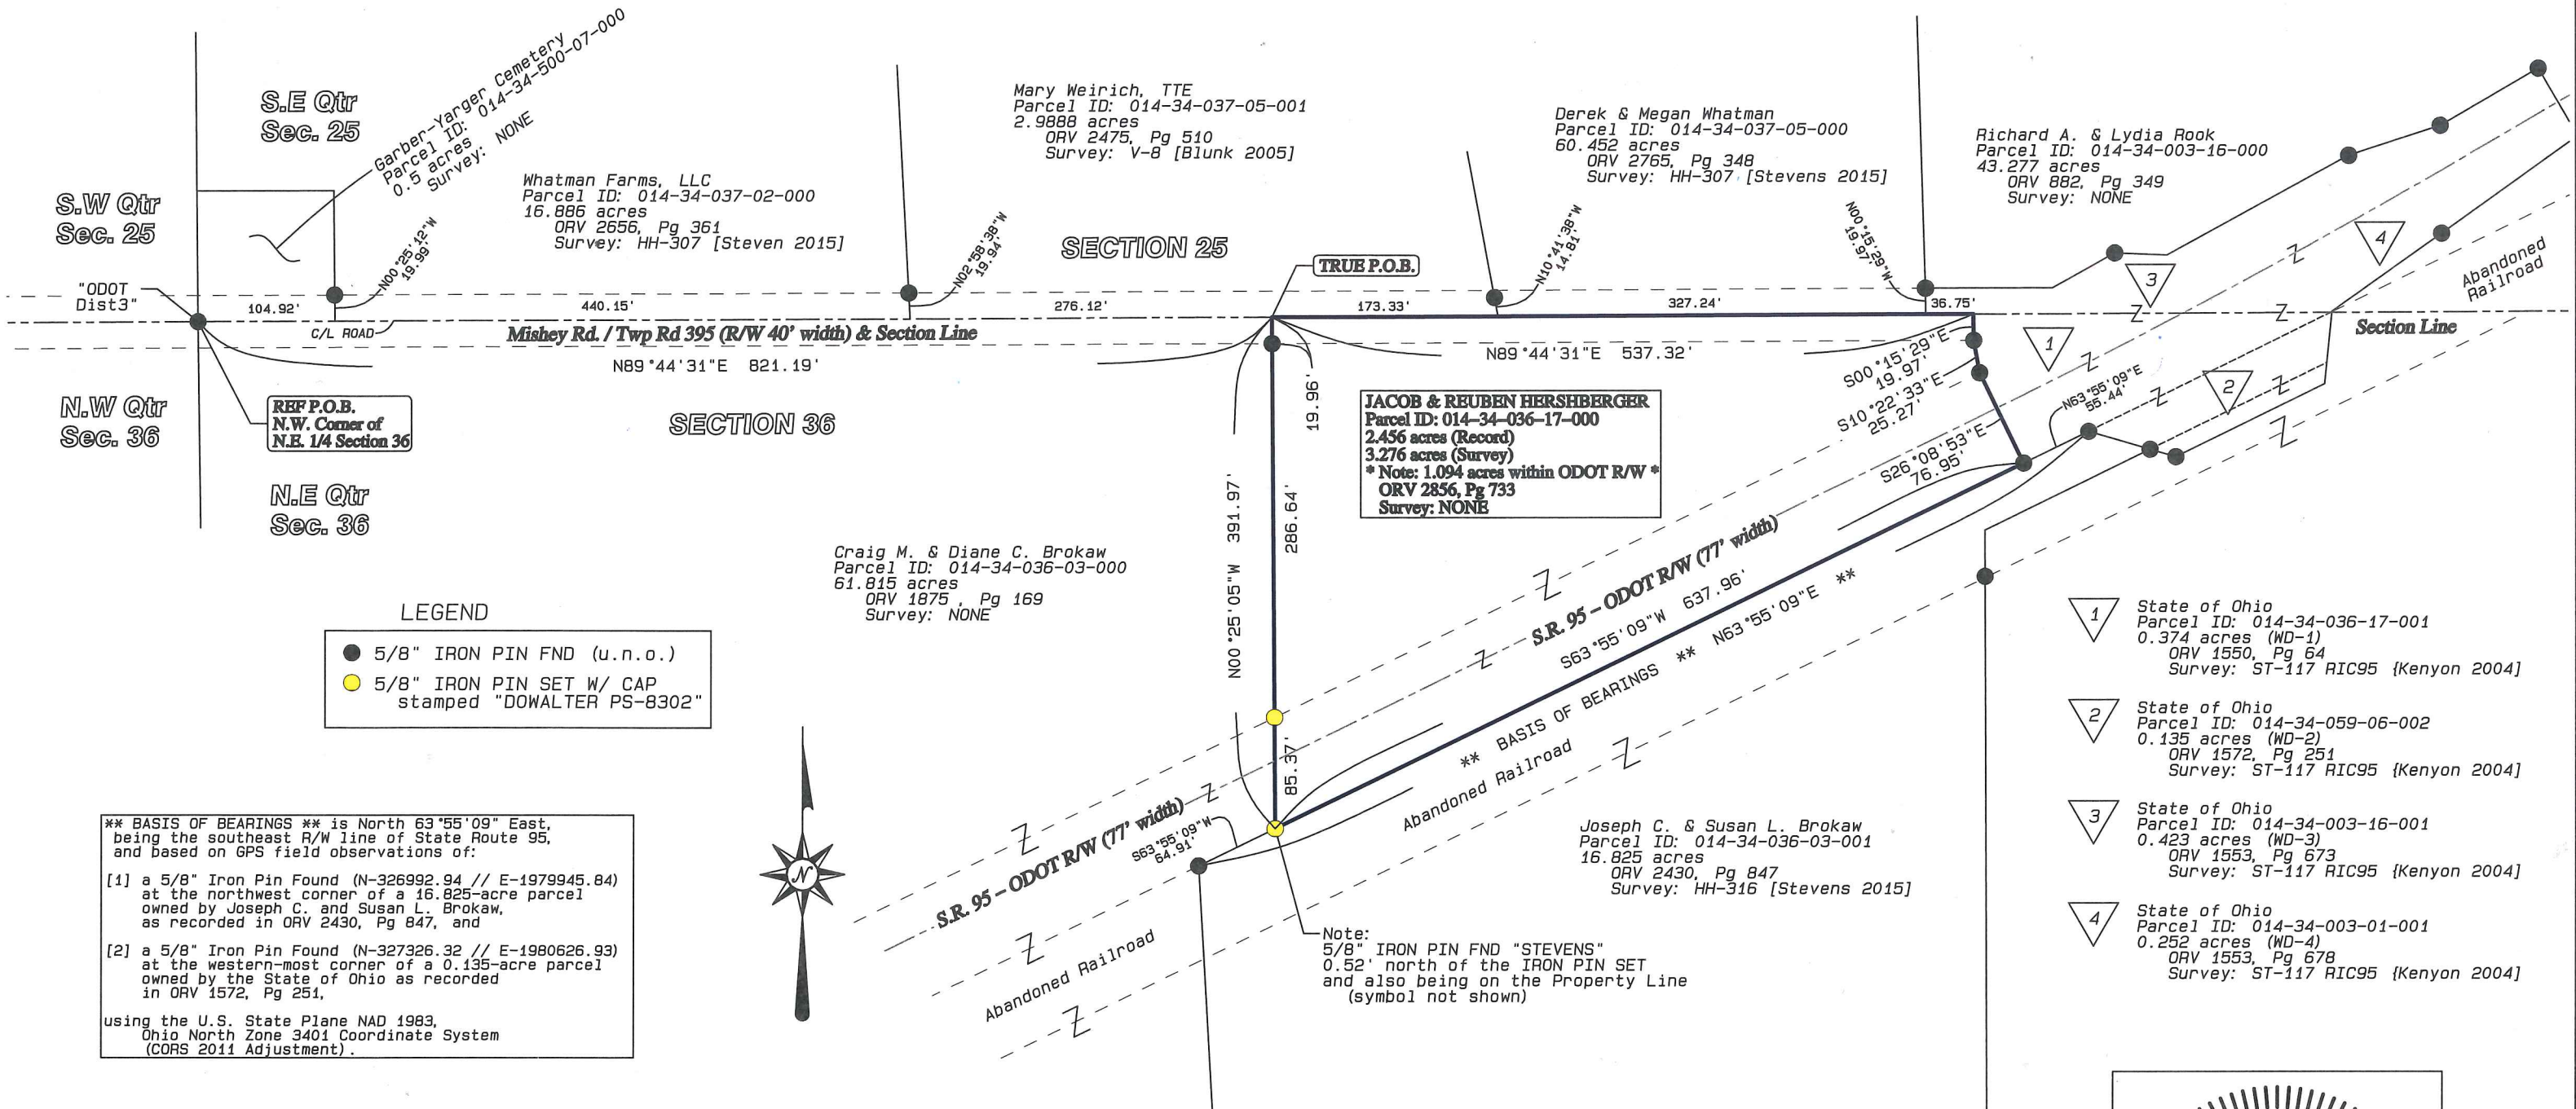 S.E Qtr
Sec. 25
Garber-Yarger Cemetery
Parcel ID: 014-34-500-07-000
0.5 acres
Survey: NONE
S.W Qtr
Sec. 25
Whatman Farms, LLC
Parcel ID: 014-34-037-02-000
16.886 acres
ORV 2656, Pg 361
Survey: HH-307 [Steven 2015]
Mary Weirich, TTE
Parcel ID: 014-34-037-05-001
2.9888 acres
ORV 2475, Pg 510
Survey: V-8 [Blunk 2005]
Derek & Megan Whatman
Parcel ID: 014-34-037-05-000
60.452 acres
ORV 2765, Pg 348
Survey: HH-307 [Stevens 2015]
Richard A. & Lydia Rook
Parcel ID: 014-34-003-16-000
43.277 acres
ORV 882, Pg 349
Survey: NONE
SECTION 25
TRUE P.O.B.
"ODOT
Dist3"
N00°25'12"W
19.99'
N02°58'38"W
19.94'
N10°41'38"W
14.81'
N00°15'29"W
19.97'
104.92'
440.15'
276.12'
173.33'
327.24'
36.75'
C/L ROAD
Mishey Rd. / Twp Rd 395 (R/W 40' width) & Section Line
Section Line
N89°44'31"E 821.19'
N89°44'31"E 537.32'
3
4
1
2
Abandoned
Railroad
S00°15'29"E
19.97'
S10°22'33"E
25.27'
S26°08'53"E
76.95'
N63°55'09"E
55.44'
N.W Qtr
Sec. 36
REF P.O.B.
N.W. Corner of
N.E. 1/4 Section 36
N.E Qtr
Sec. 36
SECTION 36
19.96'
N00°25'05"W 391.97'
286.64'
85.37'
JACOB & REUBEN HERSHBERGER
Parcel ID: 014-34-036-17-000
2.456 acres (Record)
3.276 acres (Survey)
* Note: 1.094 acres within ODOT R/W *
ORV 2856, Pg 733
Survey: NONE
Craig M. & Diane C. Brokaw
Parcel ID: 014-34-036-03-000
61.815 acres
ORV 1875, Pg 169
Survey: NONE
S.R. 95 – ODOT R/W (77' width)
S63°55'09"W 637.96'
** BASIS OF BEARINGS ** N63°55'09"E **
Abandoned Railroad
S.R. 95 – ODOT R/W (77' width)
S63°55'09"W
64.91'
Abandoned Railroad
LEGEND
5/8" IRON PIN FND (u.n.o.)
5/8" IRON PIN SET W/ CAP
stamped "DOWALTER PS-8302"
** BASIS OF BEARINGS ** is North 63°55'09" East,
being the southeast R/W line of State Route 95,
and based on GPS field observations of:
[1] a 5/8" Iron Pin Found (N-326992.94 // E-1979945.84)
at the northwest corner of a 16.825-acre parcel
owned by Joseph C. and Susan L. Brokaw,
as recorded in ORV 2430, Pg 847, and
[2] a 5/8" Iron Pin Found (N-327326.32 // E-1980626.93)
at the western-most corner of a 0.135-acre parcel
owned by the State of Ohio as recorded
in ORV 1572, Pg 251,
using the U.S. State Plane NAD 1983,
Ohio North Zone 3401 Coordinate System
(CORS 2011 Adjustment).
N
Note:
5/8" IRON PIN FND "STEVENS"
0.52' north of the IRON PIN SET
and also being on the Property Line
(symbol not shown)
Joseph C. & Susan L. Brokaw
Parcel ID: 014-34-036-03-001
16.825 acres
ORV 2430, Pg 847
Survey: HH-316 [Stevens 2015]
1
State of Ohio
Parcel ID: 014-34-036-17-001
0.374 acres (WD-1)
ORV 1550, Pg 64
Survey: ST-117 RIC95 {Kenyon 2004]
2
State of Ohio
Parcel ID: 014-34-059-06-002
0.135 acres (WD-2)
ORV 1572, Pg 251
Survey: ST-117 RIC95 {Kenyon 2004]
3
State of Ohio
Parcel ID: 014-34-003-16-001
0.423 acres (WD-3)
ORV 1553, Pg 673
Survey: ST-117 RIC95 {Kenyon 2004]
4
State of Ohio
Parcel ID: 014-34-003-01-001
0.252 acres (WD-4)
ORV 1553, Pg 678
Survey: ST-117 RIC95 {Kenyon 2004]